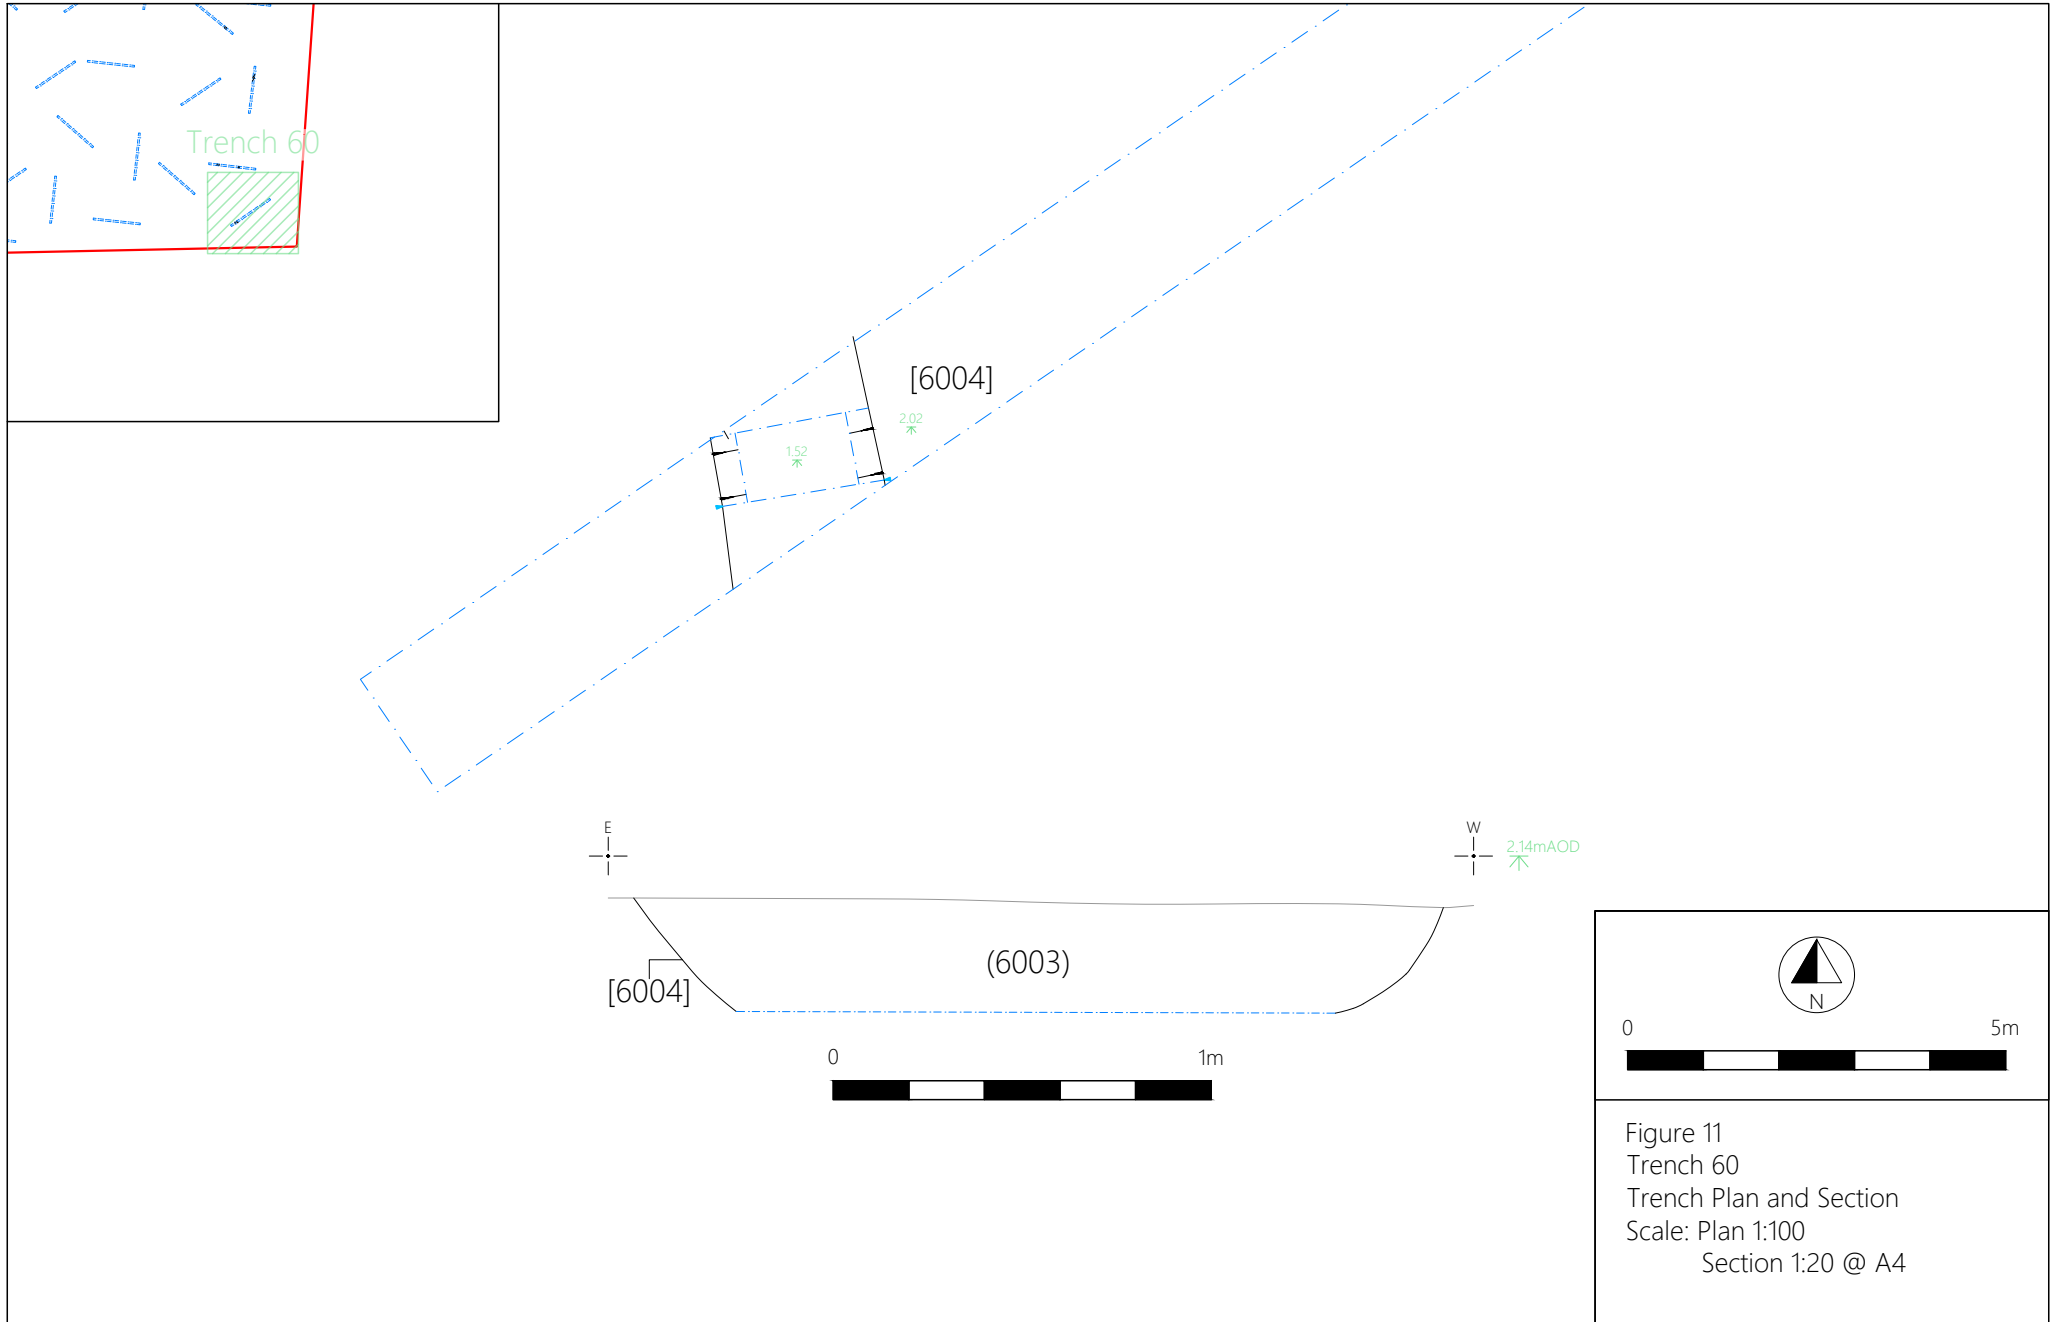 Trench 60
[6004]
2.02
1.52
E
W
2.14mAOD
(6003)
[6004]
0
1m
N
0
5m
Figure 11
Trench 60
Trench Plan and Section
Scale: Plan 1:100
Section 1:20 @ A4